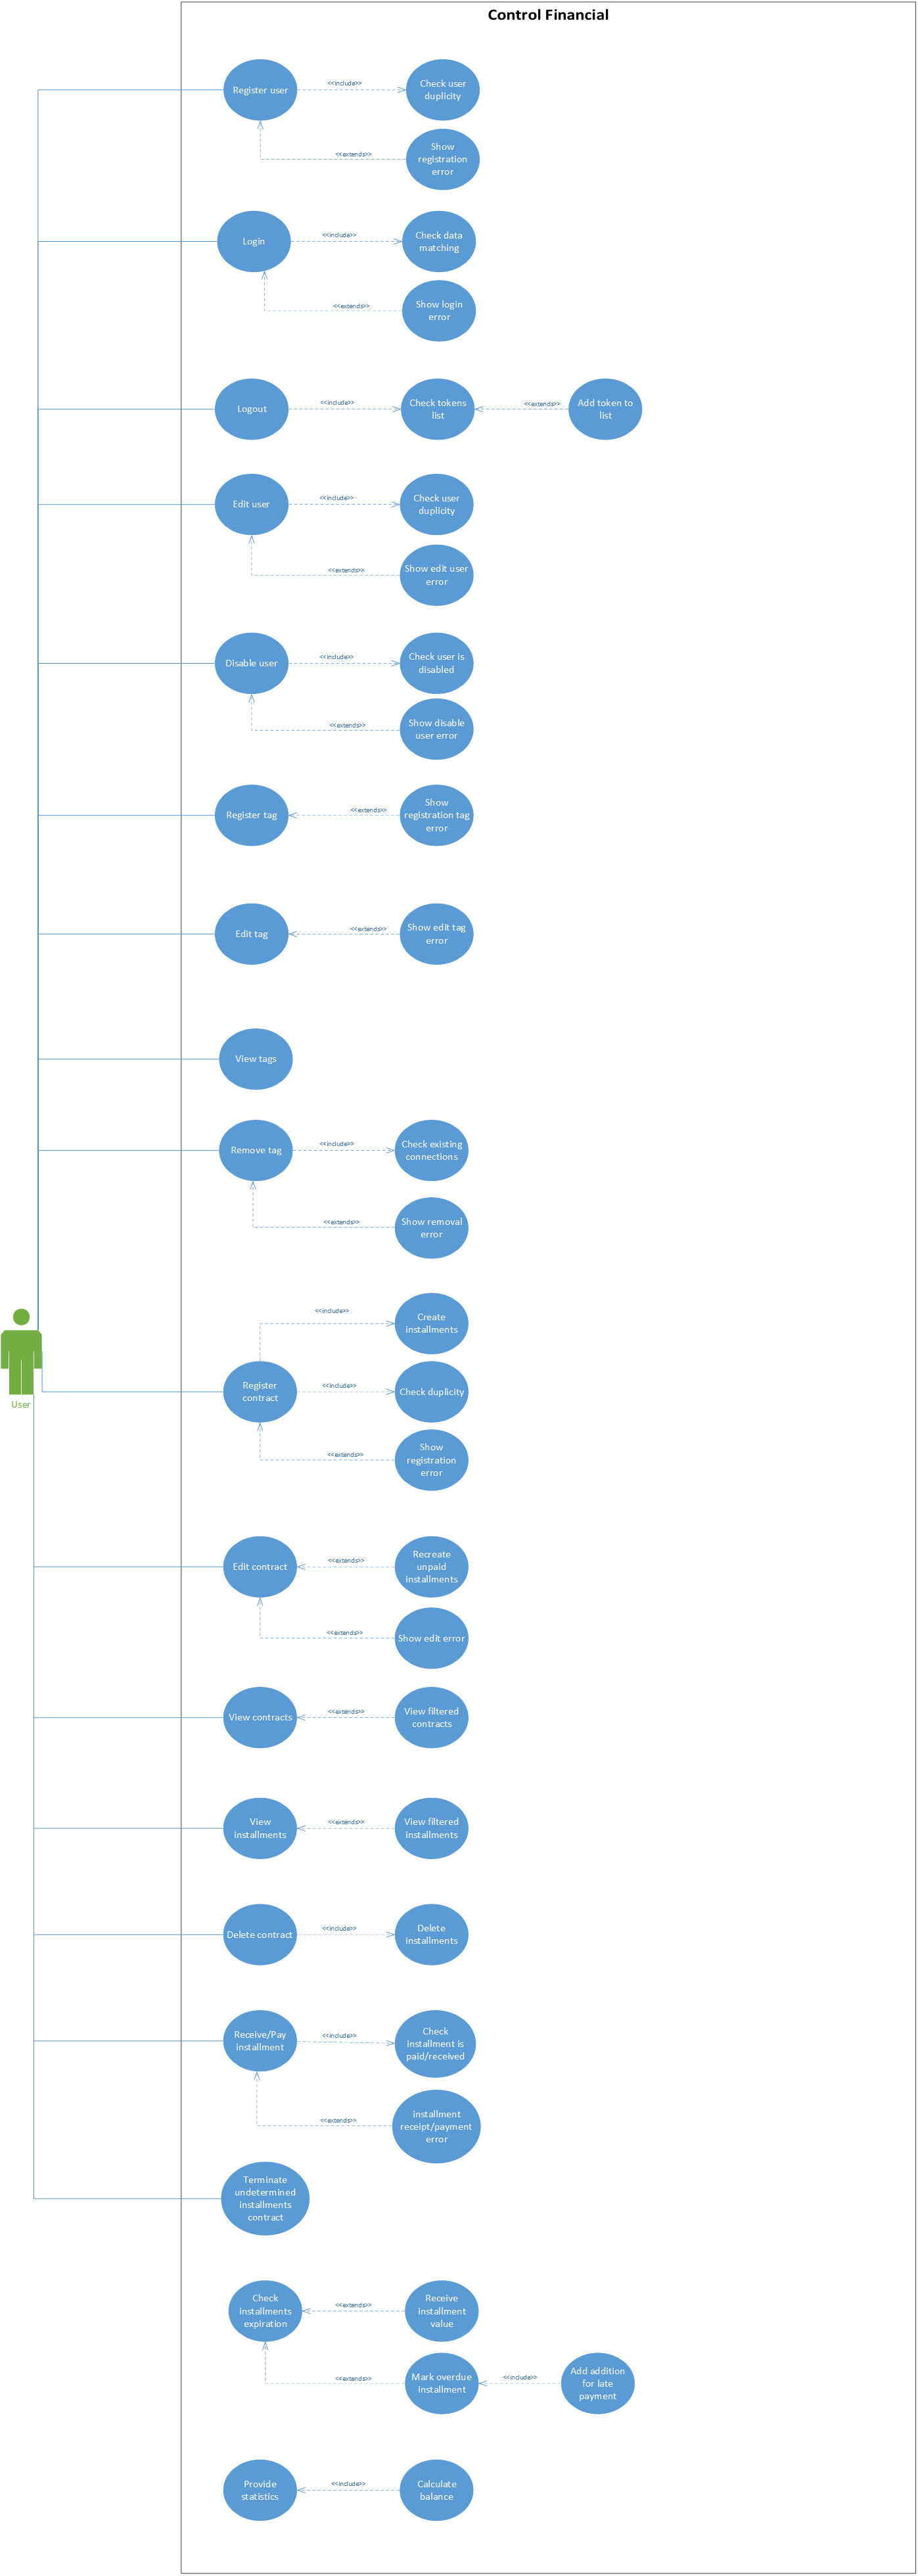 Control Financial
Register user
<<include>>
Check user
duplicity
<<extends>>
Show
registration
error
Login
<<include>>
Check data
matching
<<extends>>
Show login
error
Logout
<<include>>
Check tokens
list
<<extends>>
Add token to
list
Edit user
<<include>>
Check user
duplicity
<<extends>>
Show edit user
error
Disable user
<<include>>
Check user is
disabled
<<extends>>
Show disable
user error
Register tag
<<extends>>
Show
registration tag
error
Edit tag
<<extends>>
Show edit tag
error
View tags
Remove tag
<<include>>
Check existing
connections
<<extends>>
Show removal
error
<<include>>
Create
installments
User
Register
contract
<<include>>
Check duplicity
<<extends>>
Show
registration
error
Edit contract
<<extends>>
Recreate
unpaid
installments
<<extends>>
Show edit error
View contracts
<<extends>>
View filtered
contracts
View
installments
<<extends>>
View filtered
installments
Delete contract
<<include>>
Delete
installments
Receive/Pay
installment
<<include>>
Check
installment is
paid/received
<<extends>>
installment
receipt/payment
error
Terminate
undetermined
installments
contract
Check
installments
expiration
<<extends>>
Receive
installment
value
<<extends>>
Mark overdue
installment
<<include>>
Add addition
for late
payment
Provide
statistics
<<include>>
Calculate
balance